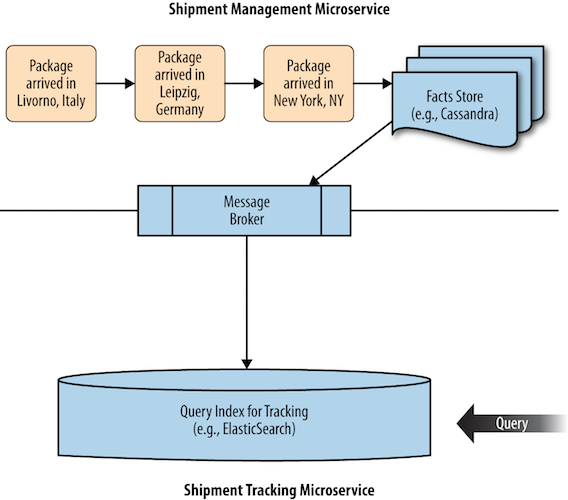 Shipment Management Microservice
Package
arrived in
Livorno, Italy
Package
arrived in
Leipzig,
Germany
Package
arrived in
New York, NY
Facts Store
(e.g., Cassandra)
Message
Broker
Query Index for Tracking
(e.g., ElasticSearch)
Query
Shipment Tracking Microservice